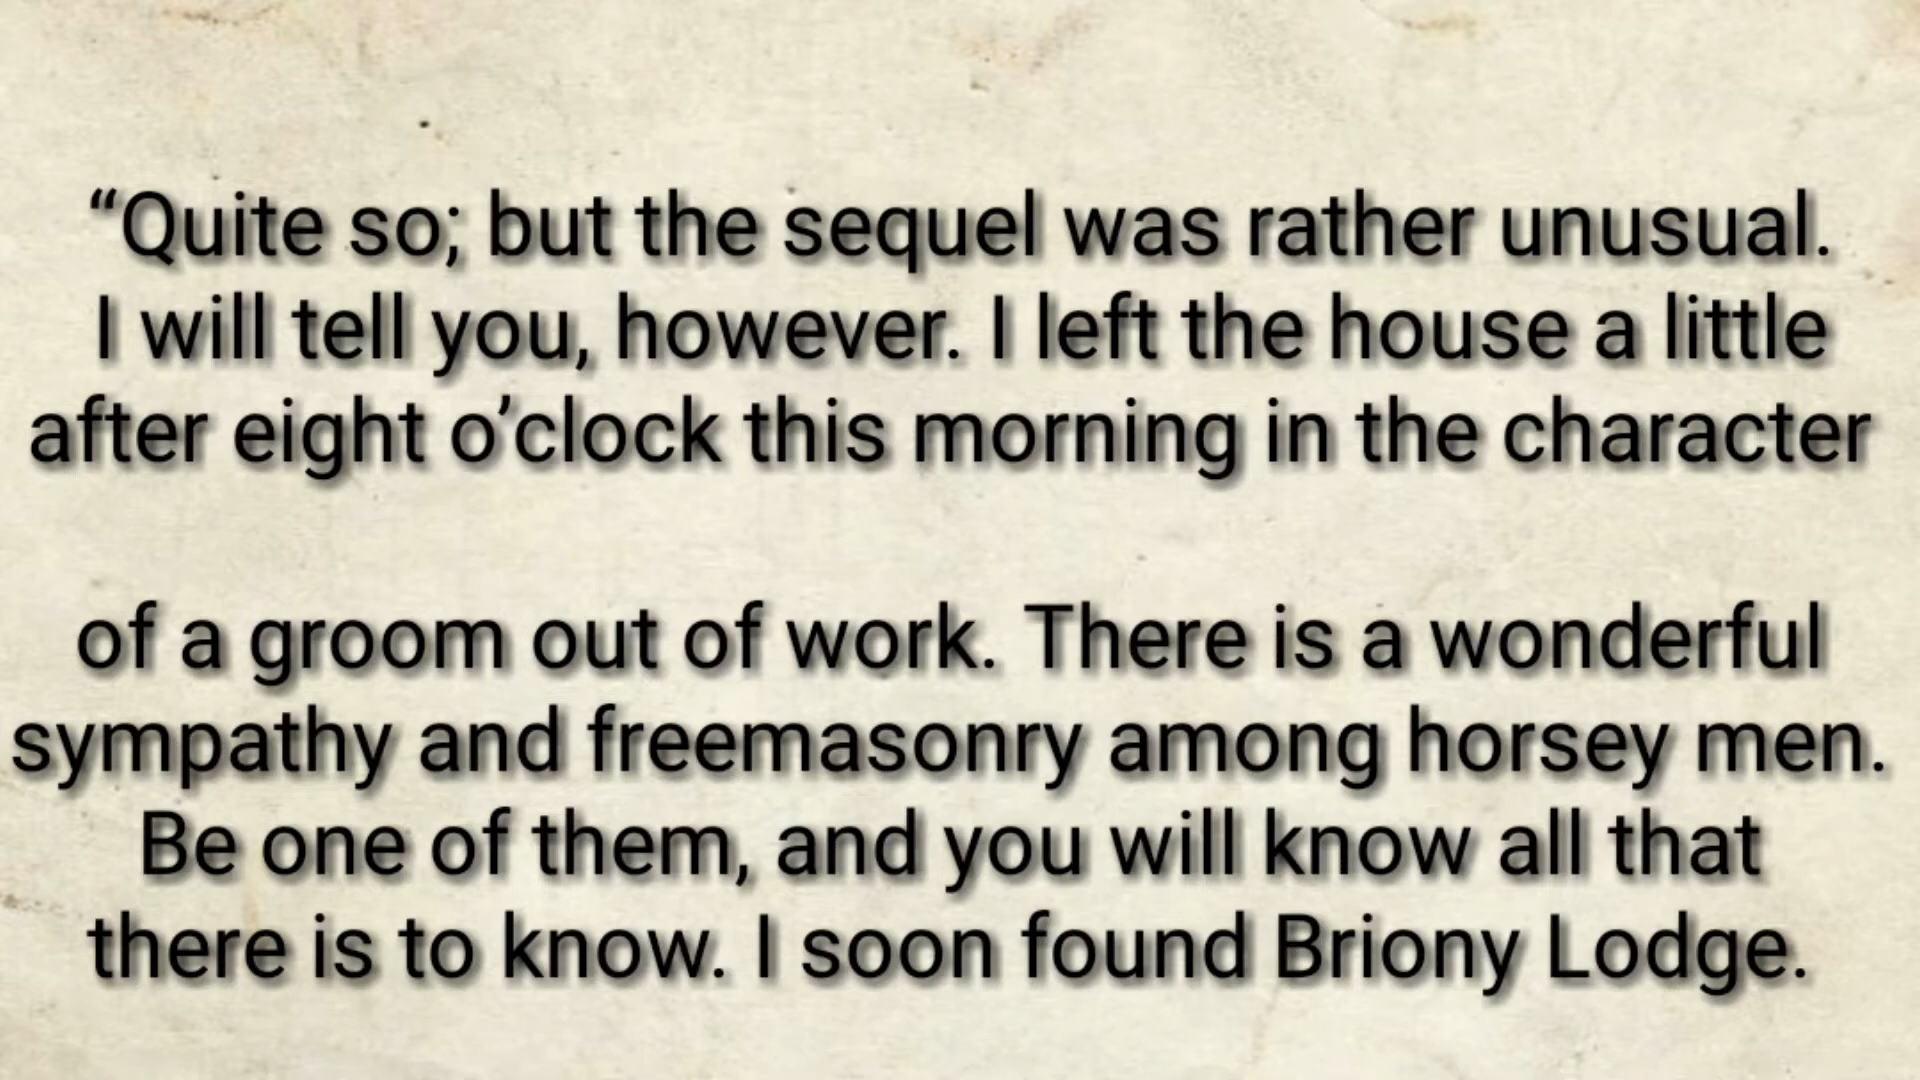 “Quite so; but the sequel was rather unusual.
I will tell you, however. I left the house a little
after eight o’clock this morning in the character
of a groom out of work. There is a wonderful
sympathy and freemasonry among horsey men.
Be one of them, and you will know all that
there is to know. I soon found Briony Lodge.